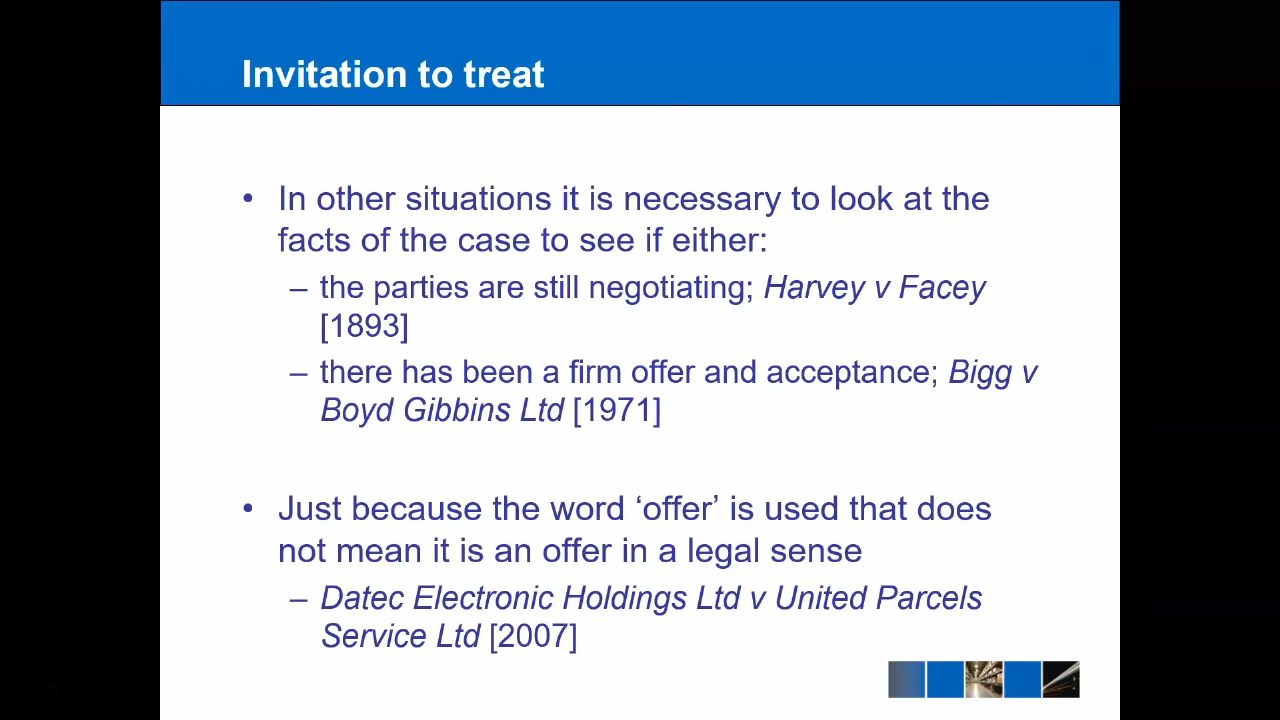 Invitation to treat
• In other situations it is necessary to look at the
facts of the case to see if either:
– the parties are still negotiating; Harvey v Facey
[1893]
– there has been a firm offer and acceptance; Bigg v
Boyd Gibbins Ltd [1971]
• Just because the word ‘offer’ is used that does
not mean it is an offer in a legal sense
– Datec Electronic Holdings Ltd v United Parcels
Service Ltd [2007]